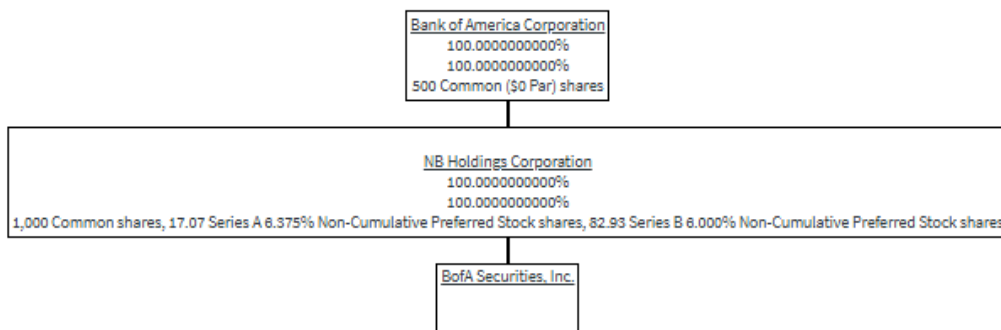 Bank of America Corporation
100.0000000000%
100.0000000000%
500 Common ($0 Par) shares
NB Holdings Corporation
100.0000000000%
100.0000000000%
1,000 Common shares, 17.07 Series A 6.375% Non-Cumulative Preferred Stock shares, 82.93 Series B 6.000% Non-Cumulative Preferred Stock shares
BofA Securities, Inc.